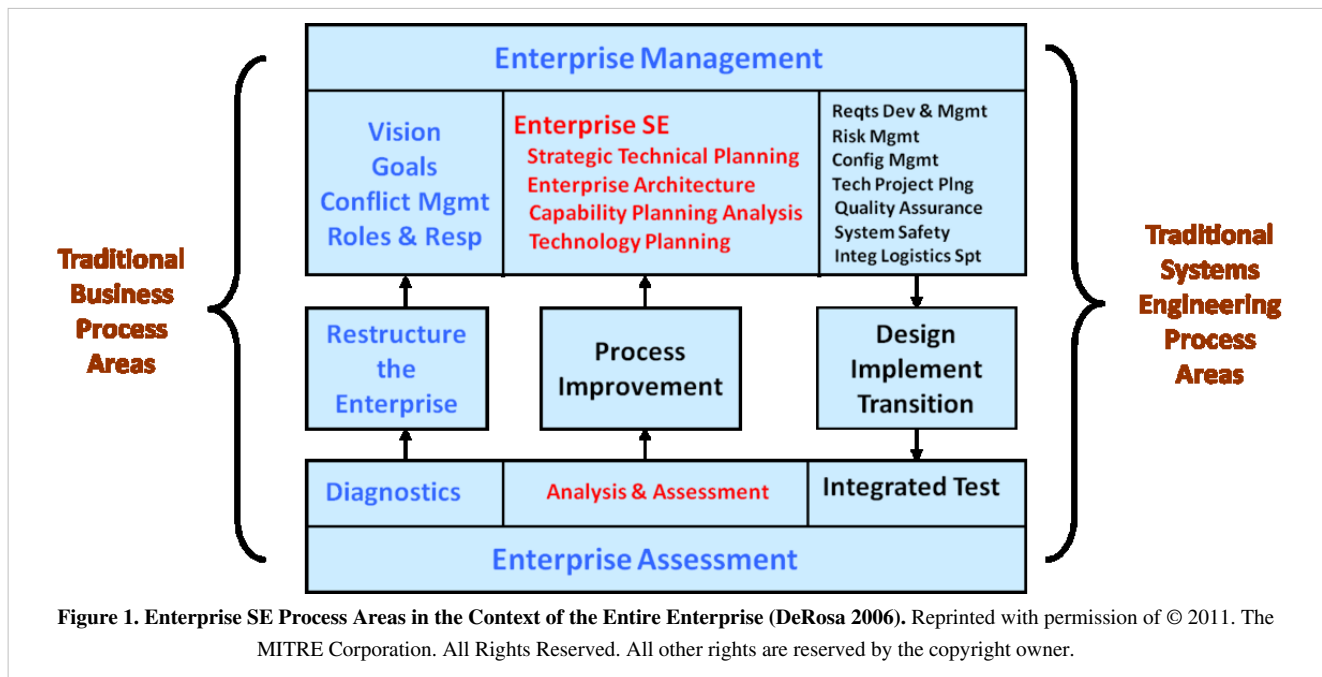 Enterprise Management
Vision
Goals
Conflict Mgmt
Roles & Resp
Enterprise SE
Strategic Technical Planning
Enterprise Architecture
Capability Planning Analysis
Technology Planning
Reqts Dev & Mgmt
Risk Mgmt
Config Mgmt
Tech Project Plng
Quality Assurance
System Safety
Integ Logistics Spt
Traditional
Business
Process
Areas
Traditional
Systems
Engineering
Process
Areas
Restructure
the
Enterprise
Process
Improvement
Design
Implement
Transition
Diagnostics
Analysis & Assessment
Integrated Test
Enterprise Assessment
Figure 1. Enterprise SE Process Areas in the Context of the Entire Enterprise (DeRosa 2006). Reprinted with permission of © 2011. The
MITRE Corporation. All Rights Reserved. All other rights are reserved by the copyright owner.